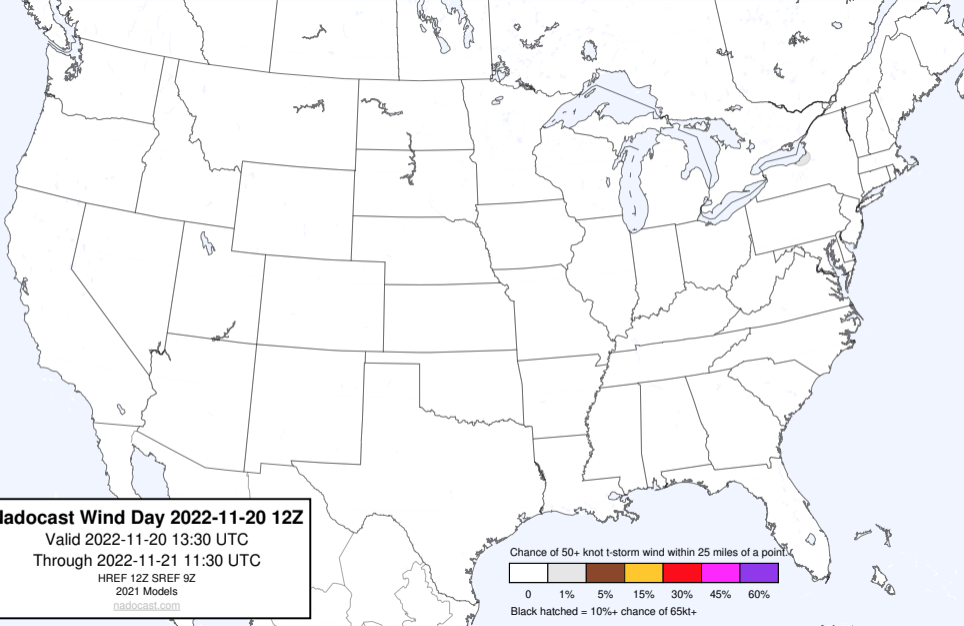 adocast Wind Day 2022-11-20 12Z
Valid 2022-11-20 13:30 UTC
Through 2022-11-21 11:30 UTC
HREF 12Z SREF 9Z
2021 Models
nadocast.com
Chance of 50+ knot t-storm wind within 25 miles of a point.
0 1% 5% 15% 30% 45% 60%
Black hatched = 10%+ chance of 65kt+